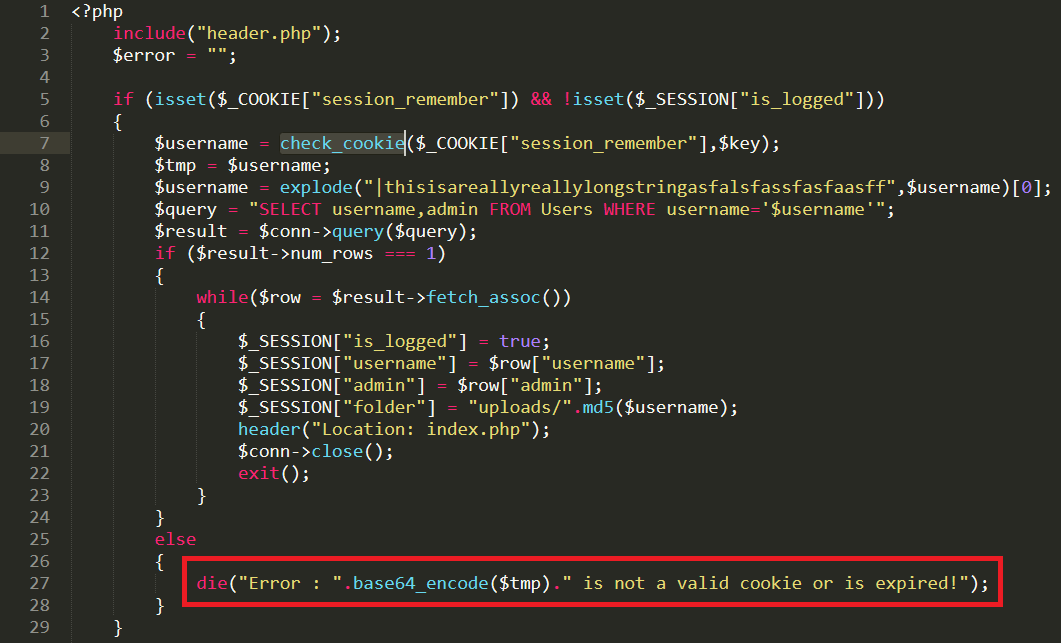 1 <?php
2 include("header.php");
3 $error = "";
4
5 if (isset($_COOKIE["session_remember"]) && !isset($_SESSION["is_logged"]))
6 {
7 $username = check_cookie($_COOKIE["session_remember"],$key);
8 $tmp = $username;
9 $username = explode("|thisisareallyreallylongstringasfalsfassfasfaasff",$username)[0];
10 $query = "SELECT username,admin FROM Users WHERE username='$username'";
11 $result = $conn->query($query);
12 if ($result->num_rows === 1)
13 {
14 while($row = $result->fetch_assoc())
15 {
16 $_SESSION["is_logged"] = true;
17 $_SESSION["username"] = $row["username"];
18 $_SESSION["admin"] = $row["admin"];
19 $_SESSION["folder"] = "uploads/".md5($username);
20 header("Location: index.php");
21 $conn->close();
22 exit();
23 }
24 }
25 else
26 {
27 die("Error : ".base64_encode($tmp)." is not a valid cookie or is expired!");
28 }
29 }